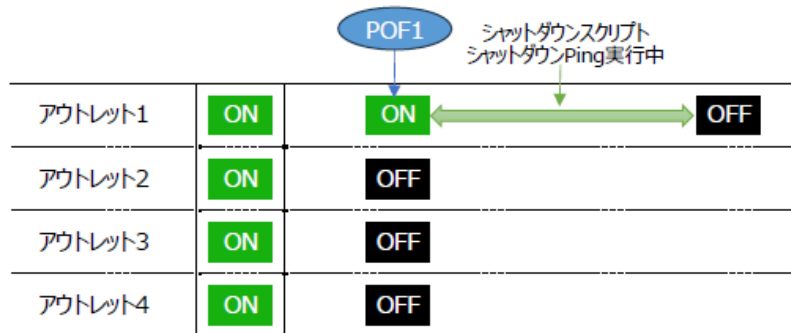 POF1
シャットダウンスクリプト
シャットダウンPing実行中
アウトレット1 ON ON OFF
アウトレット2 ON OFF
アウトレット3 ON OFF
アウトレット4 ON OFF